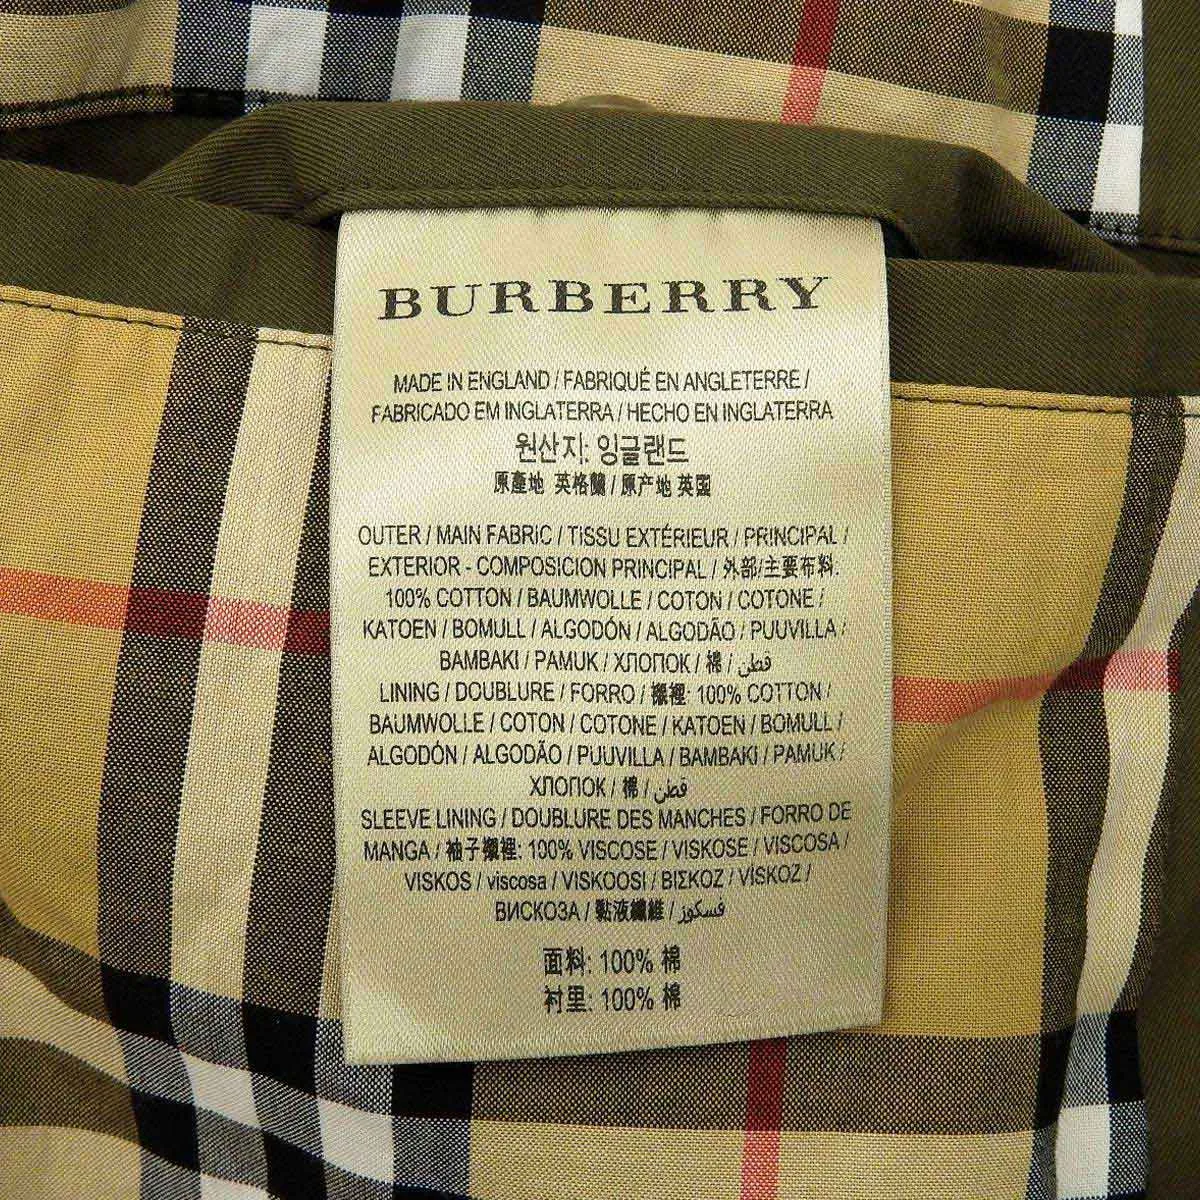 BURBERRY
MADE IN ENGLAND / FABRIQUÉ EN ANGLETERRE /
FABRICADO EM INGLATERRA / HECHO EN INGLATERRA
원산지: 잉글랜드
原產地 英格蘭 / 原产地 英国
OUTER / MAIN FABRIC / TISSU EXTÉRIEUR / PRINCIPAL /
EXTERIOR - COMPOSICION PRINCIPAL / 外部/主要布料.
100% COTTON / BAUMWOLLE / COTON / COTONE /
KATOEN / BOMULL / ALGODÓN / ALGODÃO / PUUVILLA /
BAMBAKI / PAMUK / ХЛОПОК / 棉 / قطن
LINING / DOUBLURE / FORRO / 襯裡: 100% COTTON /
BAUMWOLLE / COTON / COTONE / KATOEN / BOMULL /
ALGODÓN / ALGODÃO / PUUVILLA / BAMBAKI / PAMUK /
ХЛОПОК / 棉 / قطن
SLEEVE LINING / DOUBLURE DES MANCHES / FORRO DE
MANGA / 袖子襯裡: 100% VISCOSE / VISKOSE / VISCOSA /
VISKOS / viscosa / VISKOOSI / ΒΙΣΚΟΖ / VİSKOZ /
ВИСКОЗА / 黏液纖維 / فسكوز
面料: 100% 棉
衬里: 100% 棉